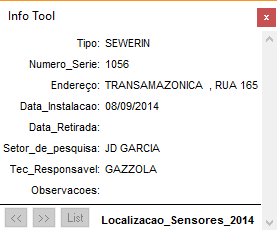 Info Tool x
Tipo: SEWERIN
Numero_Serie: 1056
Endereço: TRANSAMAZONICA , RUA 165
Data_Instalacao: 08/09/2014
Data_Retirada:
Setor_de_pesquisa: JD GARCIA
Tec_Responsavel: GAZZOLA
Observacoes:
<< >> List Localizacao_Sensores_2014